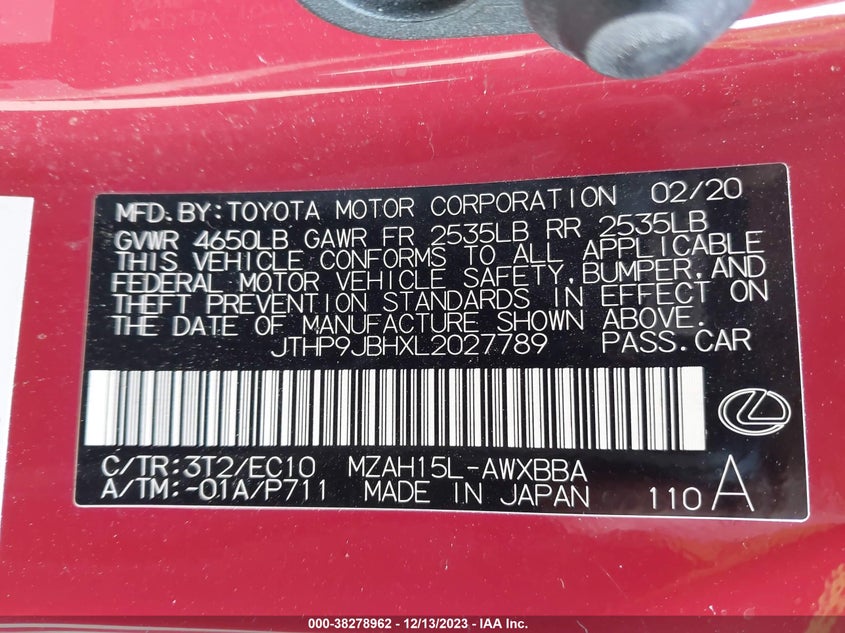 MFD. BY: TOYOTA MOTOR CORPORATION 02/20
GVWR 4650LB GAWR FR 2535LB RR 2535LB
THIS VEHICLE CONFORMS TO ALL APPLICABLE
FEDERAL MOTOR VEHICLE SAFETY, BUMPER, AND
THEFT PREVENTION STANDARDS IN EFFECT ON
THE DATE OF MANUFACTURE SHOWN ABOVE.
JTHP9JBHXL2027789 PASS.CAR
C/TR:3T2/EC10 MZAH15L-AWXBBA
A/TM:-01A/P711 MADE IN JAPAN 110 A
000-38278962 - 12/13/2023 - IAA Inc.